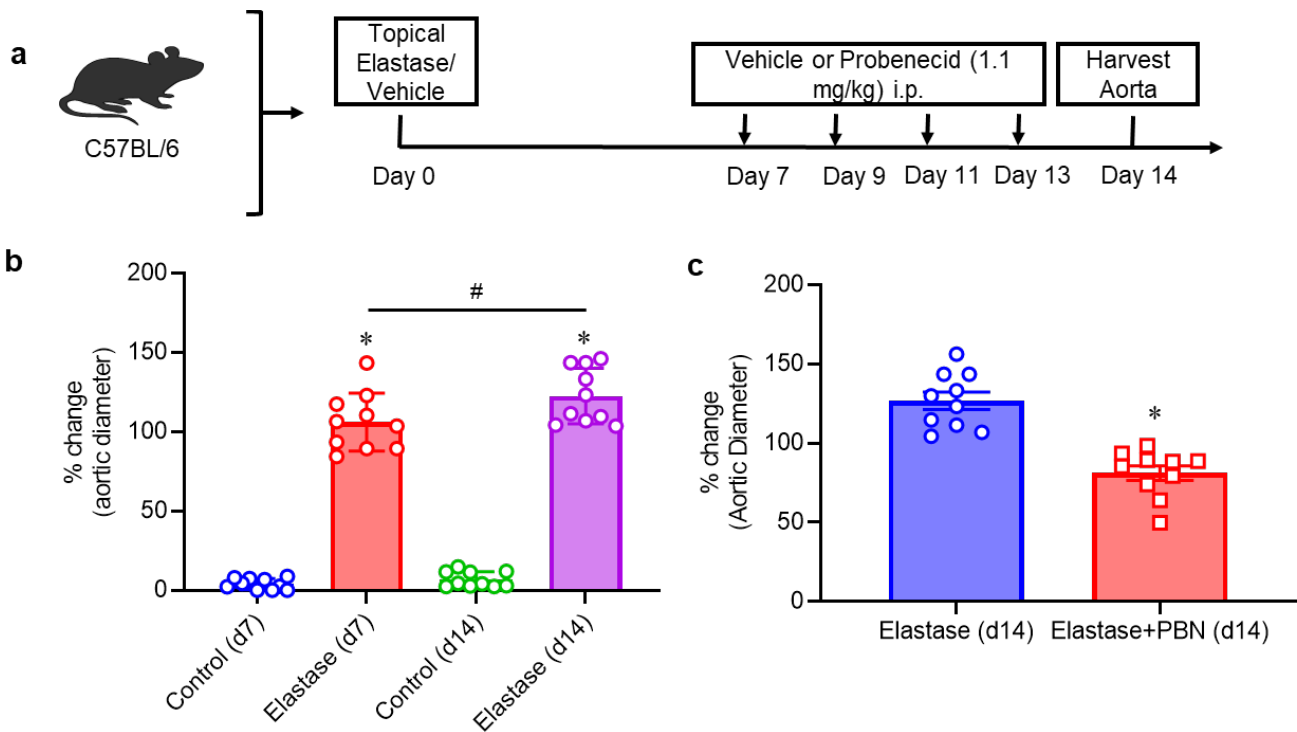 a
C57BL/6
Topical
Elastase/
Vehicle
Vehicle or Probenecid (1.1
mg/kg) i.p.
Harvest
Aorta
Day 0
Day 7
Day 9
Day 11
Day 13
Day 14
b
% change
(aortic diameter)
200
150
100
50
0
#
*
*
Control (d7)
Elastase (d7)
Control (d14)
Elastase (d14)
c
% change
(Aortic Diameter)
200
150
100
50
0
*
Elastase (d14)
Elastase+PBN (d14)